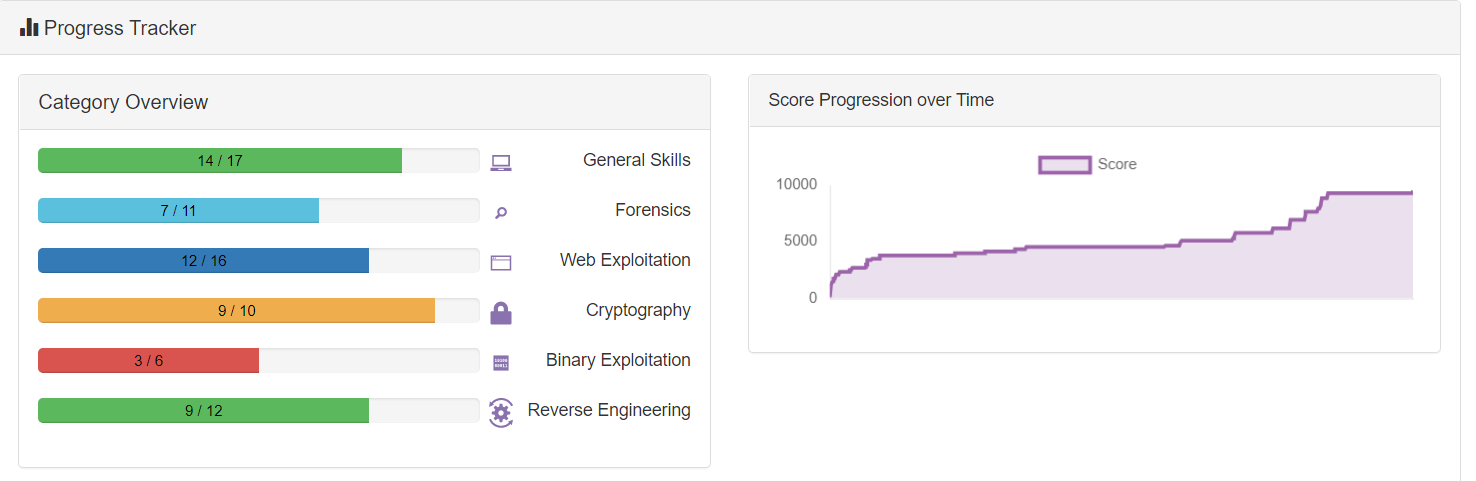 Progress Tracker
Category Overview
14 / 17
General Skills
7 / 11
Forensics
12 / 16
Web Exploitation
9 / 10
Cryptography
3 / 6
Binary Exploitation
9 / 12
Reverse Engineering
Score Progression over Time
Score
10000
5000
0